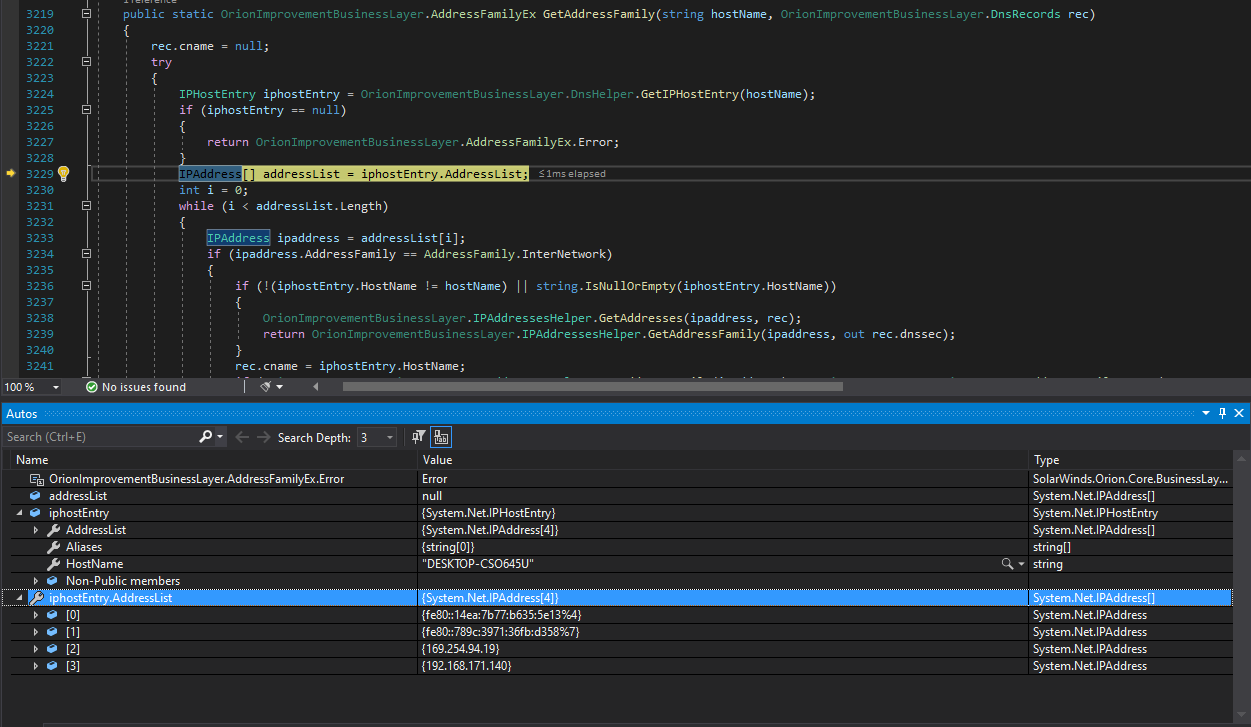 1 reference
3219 public static OrionImprovementBusinessLayer.AddressFamilyEx GetAddressFamily(string hostName, OrionImprovementBusinessLayer.DnsRecords rec)
3220 {
3221 rec.cname = null;
3222 try
3223 {
3224 IPHostEntry iphostEntry = OrionImprovementBusinessLayer.DnsHelper.GetIPHostEntry(hostName);
3225 if (iphostEntry == null)
3226 {
3227 return OrionImprovementBusinessLayer.AddressFamilyEx.Error;
3228 }
3229 IPAddress[] addressList = iphostEntry.AddressList; ≤1ms elapsed
3230 int i = 0;
3231 while (i < addressList.Length)
3232 {
3233 IPAddress ipaddress = addressList[i];
3234 if (ipaddress.AddressFamily == AddressFamily.InterNetwork)
3235 {
3236 if (!(iphostEntry.HostName != hostName) || string.IsNullOrEmpty(iphostEntry.HostName))
3237 {
3238 OrionImprovementBusinessLayer.IPAddressesHelper.GetAddresses(ipaddress, rec);
3239 return OrionImprovementBusinessLayer.IPAddressesHelper.GetAddressFamily(ipaddress, out rec.dnssec);
3240 }
3241 rec.cname = iphostEntry.HostName;
100 % No issues found
Autos
Search (Ctrl+E) Search Depth: 3
Name Value Type
OrionImprovementBusinessLayer.AddressFamilyEx.Error Error SolarWinds.Orion.Core.BusinessLay...
addressList null System.Net.IPAddress[]
iphostEntry {System.Net.IPHostEntry} System.Net.IPHostEntry
AddressList {System.Net.IPAddress[4]} System.Net.IPAddress[]
Aliases {string[0]} string[]
HostName "DESKTOP-CSO645U" string
Non-Public members
iphostEntry.AddressList {System.Net.IPAddress[4]} System.Net.IPAddress[]
[0] {fe80::14ea:7b77:b635:5e13%4} System.Net.IPAddress
[1] {fe80::789c:3971:36fb:d358%7} System.Net.IPAddress
[2] {169.254.94.19} System.Net.IPAddress
[3] {192.168.171.140} System.Net.IPAddress